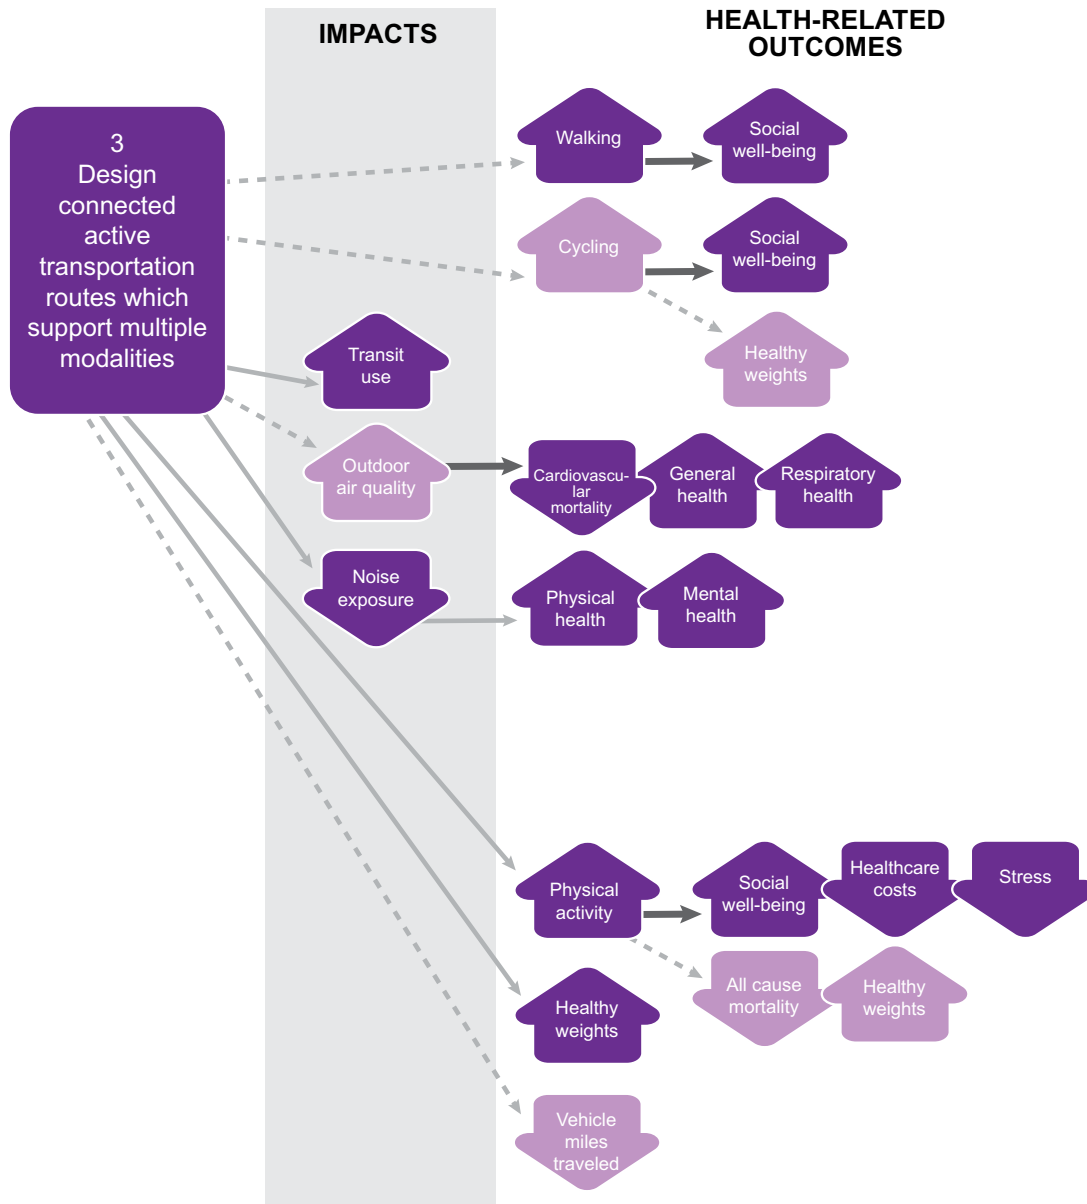 IMPACTS
HEALTH-RELATED
OUTCOMES
3
Design
connected
active
transportation
routes which
support multiple
modalities
Walking
Social
well-being
Cycling
Social
well-being
Healthy
weights
Transit
use
Outdoor
air quality
Cardiovascu-
lar
mortality
General
health
Respiratory
health
Noise
exposure
Physical
health
Mental
health
Physical
activity
Social
well-being
Healthcare
costs
Stress
All cause
mortality
Healthy
weights
Healthy
weights
Vehicle
miles
traveled